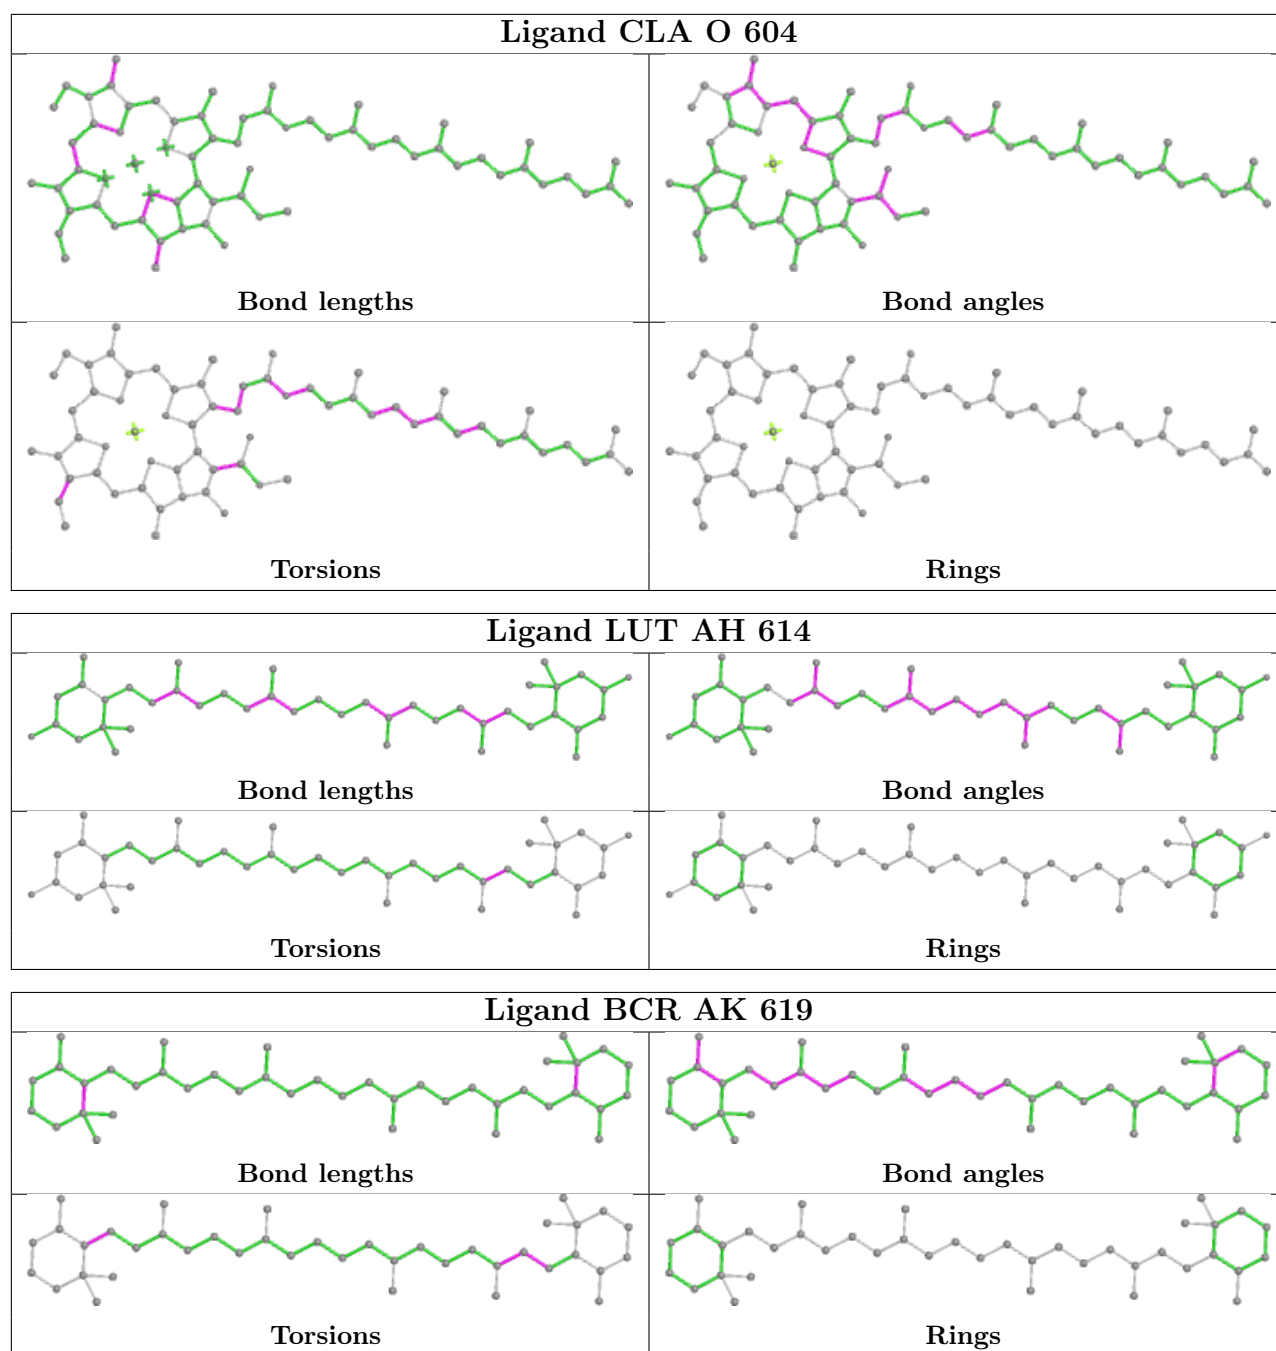 Ligand CLA O 604
Bond lengths
Bond angles
Torsions
Rings
Ligand LUT AH 614
Bond lengths
Bond angles
Torsions
Rings
Ligand BCR AK 619
Bond lengths
Bond angles
Torsions
Rings